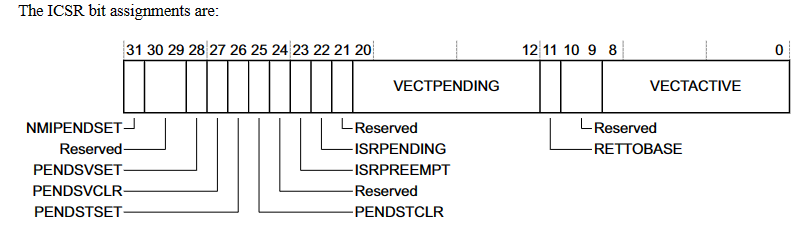 The ICSR bit assignments are:
31 30 29 28 27 26 25 24 23 22 21 20 12 11 10 9 8 0
VECTPENDING VECTACTIVE
NMIPENDSET Reserved Reserved
Reserved ISRPENDING RETTOBASE
PENDSVSET ISRPREEMPT
PENDSVCLR Reserved
PENDSTSET PENDSTCLR